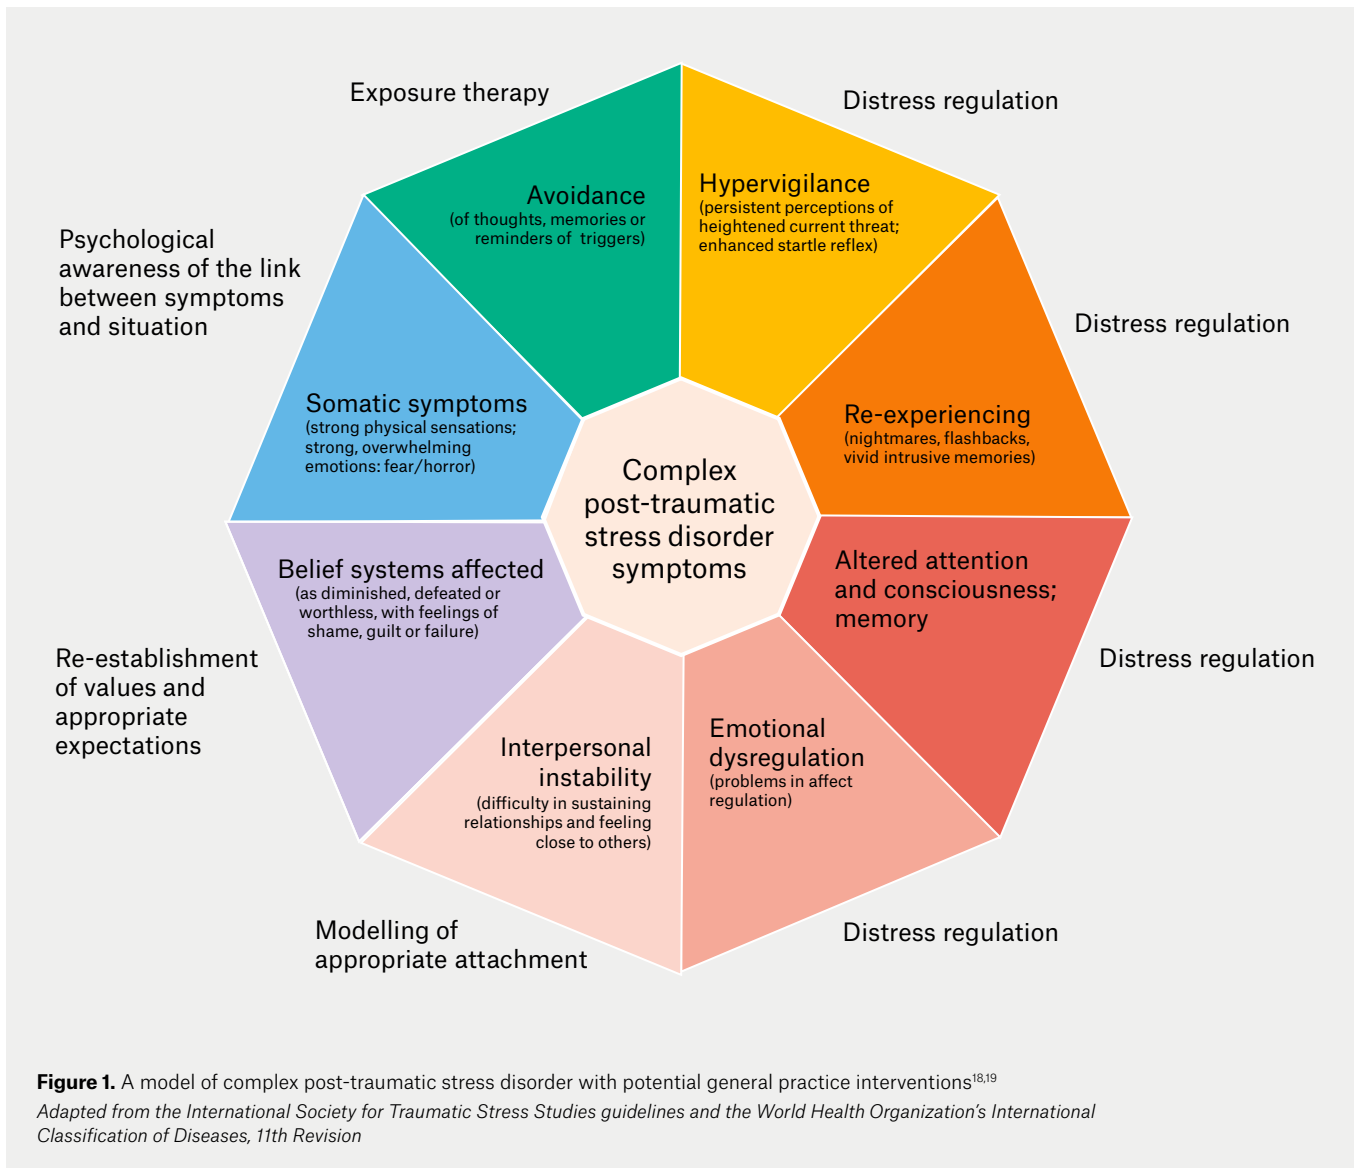 Exposure therapy
Distress regulation
Avoidance
(of thoughts, memories or
reminders of triggers)
Hypervigilance
(persistent perceptions of
heightened current threat;
enhanced startle reflex)
Psychological
awareness of the link
between symptoms
and situation
Distress regulation
Somatic symptoms
(strong physical sensations;
strong, overwhelming
emotions: fear/horror)
Re-experiencing
(nightmares, flashbacks,
vivid intrusive memories)
Complex
post-traumatic
stress disorder
symptoms
Belief systems affected
(as diminished, defeated or
worthless, with feelings of
shame, guilt or failure)
Altered attention
and consciousness;
memory
Re-establishment
of values and
appropriate
expectations
Distress regulation
Interpersonal
instability
(difficulty in sustaining
relationships and feeling
close to others)
Emotional
dysregulation
(problems in affect
regulation)
Modelling of
appropriate attachment
Distress regulation
Figure 1. A model of complex post-traumatic stress disorder with potential general practice interventions18,19
Adapted from the International Society for Traumatic Stress Studies guidelines and the World Health Organization's International
Classification of Diseases, 11th Revision